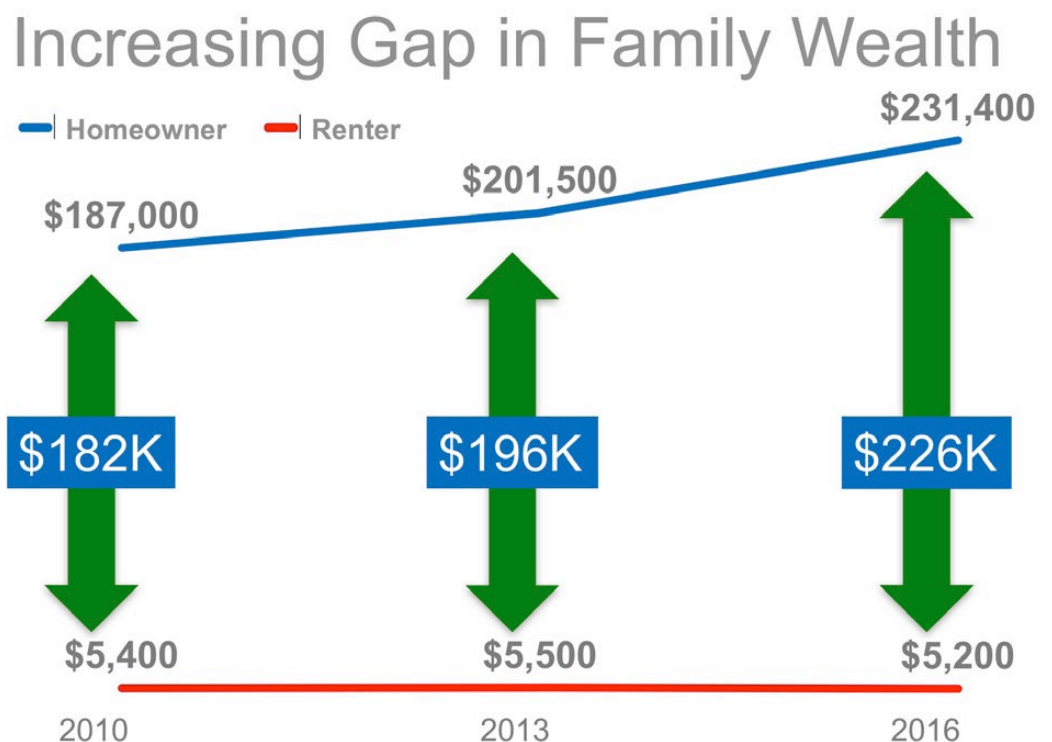 Increasing Gap in Family Wealth
Homeowner Renter
$231,400
$201,500
$187,000
$182K $196K $226K
$5,400 $5,500 $5,200
2010 2013 2016